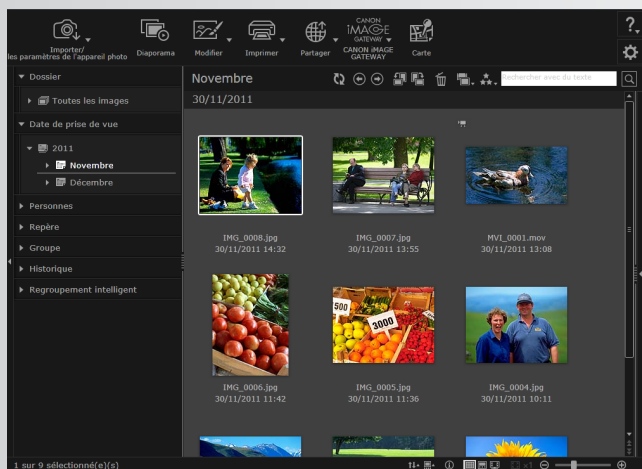 Importer/
les paramètres de l'appareil photo
Diaporama
Modifier
Imprimer
Partager
CANON
iMAGE
GATEWAY
CANON iMAGE
GATEWAY
Carte
?
Dossier
Toutes les images
Date de prise de vue
2011
Novembre
Décembre
Personnes
Repère
Groupe
Historique
Regroupement intelligent
Novembre
Rechercher avec du texte
30/11/2011
IMG_0008.jpg
30/11/2011 14:32
IMG_0007.jpg
30/11/2011 13:55
MVI_0001.mov
30/11/2011 13:08
500
3000
IMG_0006.jpg
30/11/2011 11:42
IMG_0005.jpg
30/11/2011 11:36
IMG_0004.jpg
30/11/2011 10:11
1 sur 9 sélectionné(e)(s)
x1